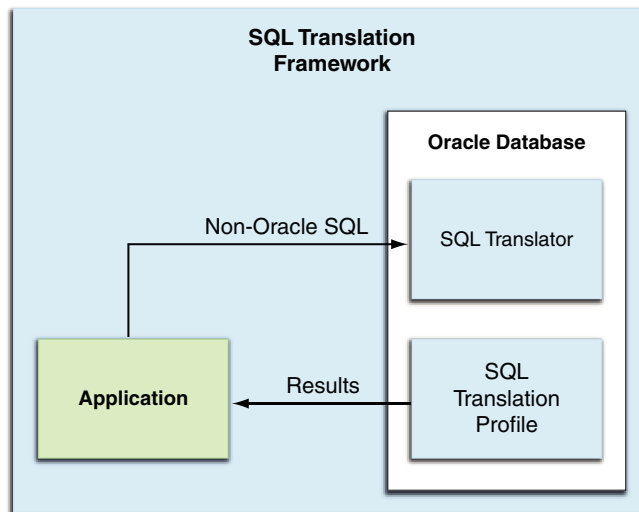 SQL Translation
Framework
Oracle Database
Non-Oracle SQL
SQL Translator
Application
Results
SQL
Translation
Profile